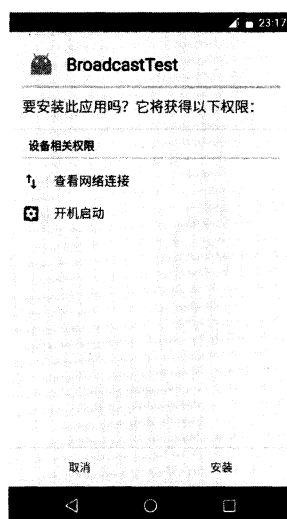 23:17
BroadcastTest
要安装此应用吗？它将获得以下权限：
设备相关权限
查看网络连接
开机启动
取消
安装